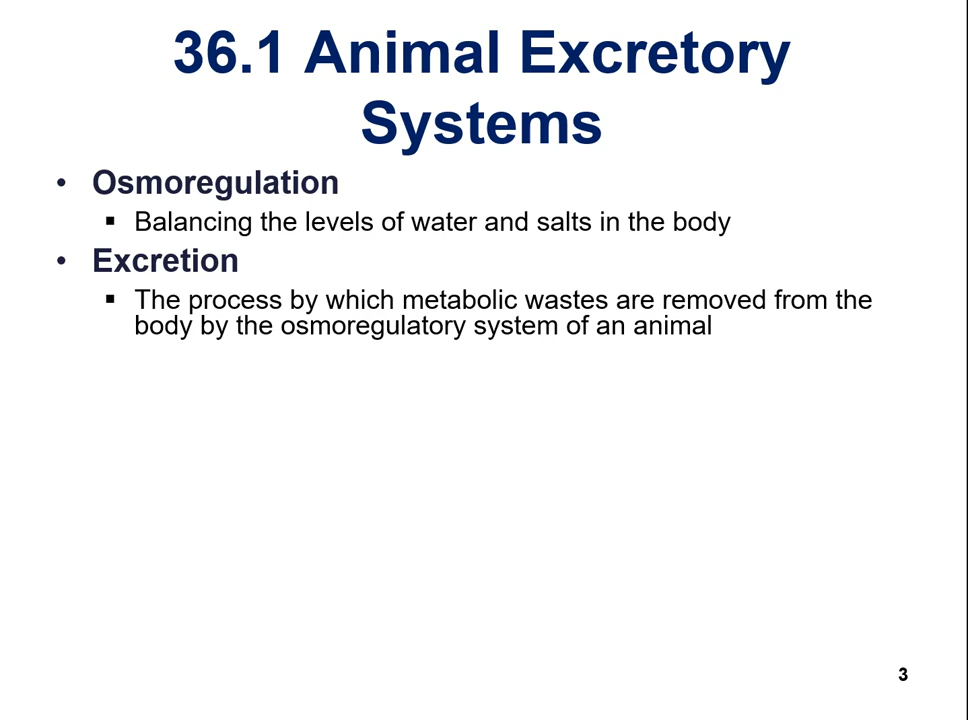 36.1 Animal Excretory
Systems
• Osmoregulation
▪ Balancing the levels of water and salts in the body
• Excretion
▪ The process by which metabolic wastes are removed from the
body by the osmoregulatory system of an animal
3